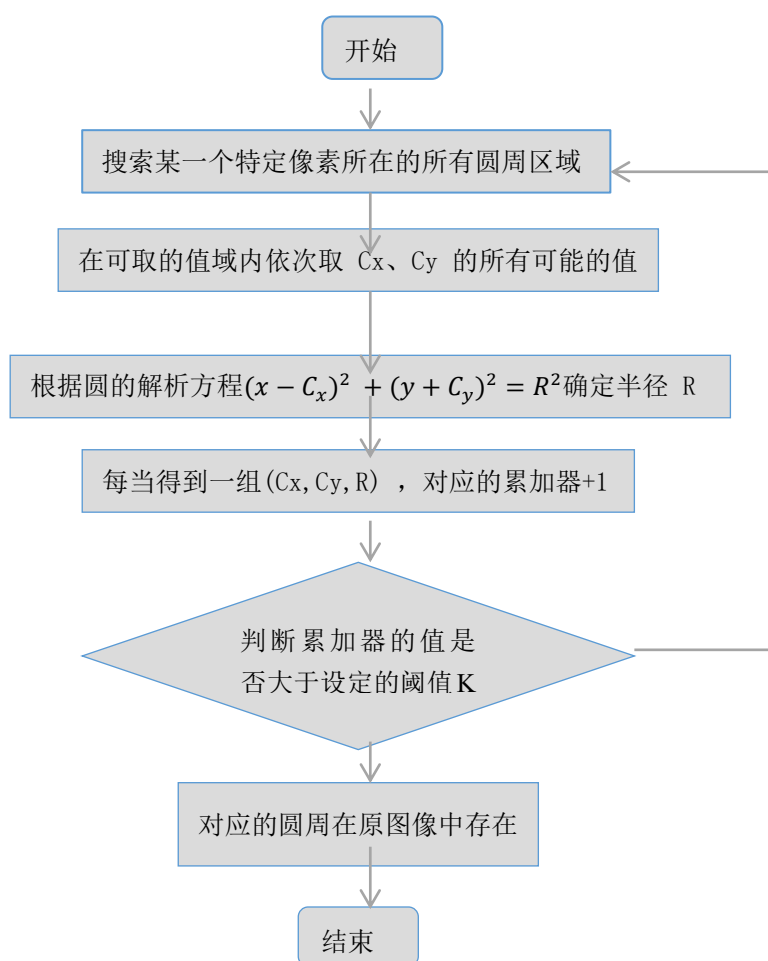 开始
搜索某一个特定像素所在的所有圆周区域
在可取的值域内依次取 Cx、Cy 的所有可能的值
根据圆的解析方程(x − C_x)² + (y + C_y)² = R²确定半径 R
每当得到一组(Cx,Cy,R) ，对应的累加器+1
判断累加器的值是
否大于设定的阈值K
对应的圆周在原图像中存在
结束